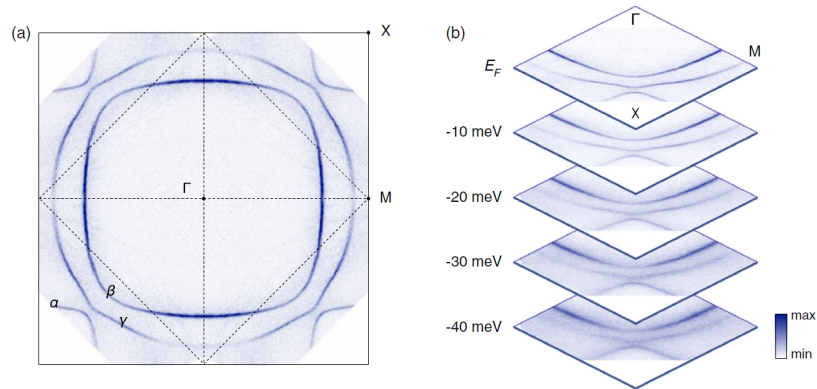 (a)
X
Γ
M
α
β
γ
(b)
Γ
M
E_F
X
-10 meV
-20 meV
-30 meV
-40 meV
max
min